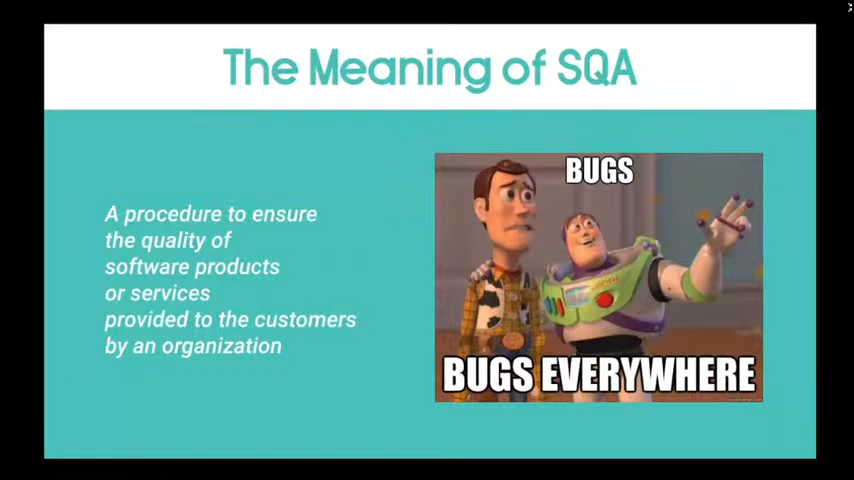 The Meaning of SQA
A procedure to ensure
the quality of
software products
or services
provided to the customers
by an organization
BUGS
BUGS EVERYWHERE